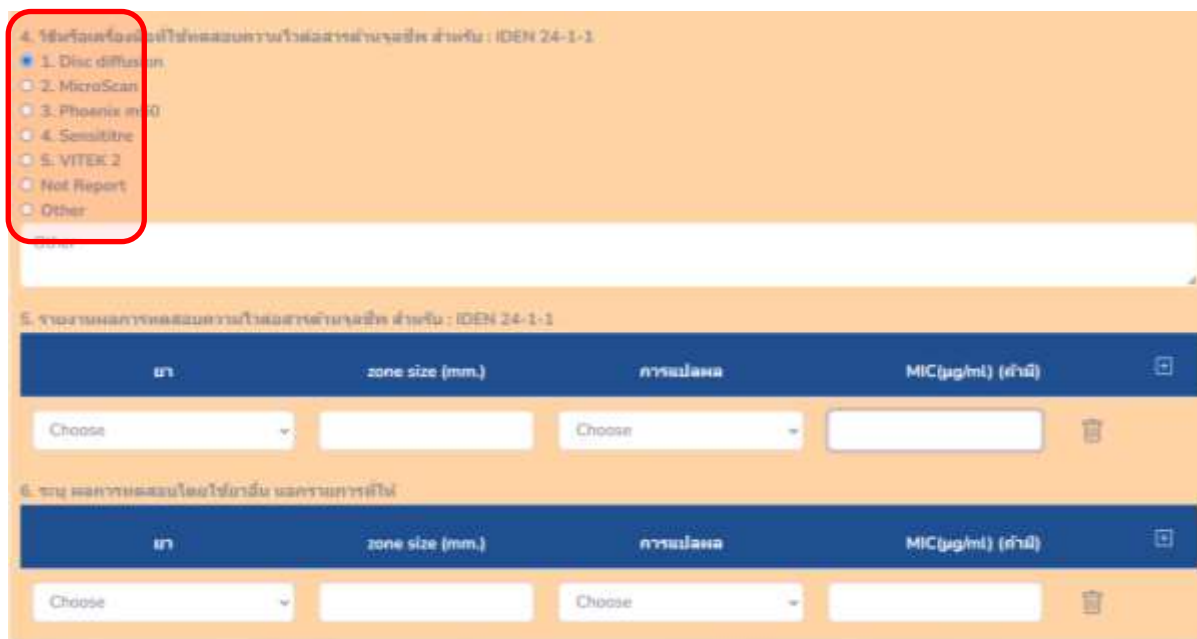 4. วิธีหรือเครื่องมือที่ใช้ทดสอบความไวต่อสารต้านจุลชีพ สำหรับ : IDEN 24-1-1
1. Disc diffusion
2. MicroScan
3. Phoenix m50
4. Sensititre
5. VITEK 2
Not Report
Other
Other
5. รายงานผลการทดสอบความไวต่อสารต้านจุลชีพ สำหรับ : IDEN 24-1-1
ยา zone size (mm.) การแปลผล MIC(µg/ml) (ถ้ามี)
Choose Choose
6. ระบุ ผลการทดสอบโดยใช้ยาอื่น นอกรายการที่ให้
ยา zone size (mm.) การแปลผล MIC(µg/ml) (ถ้ามี)
Choose Choose